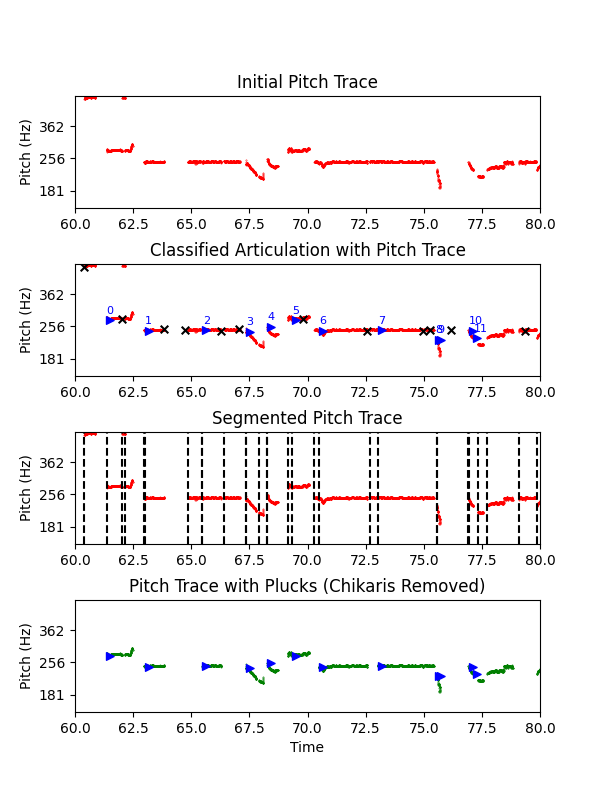 Initial Pitch Trace
Pitch (Hz)
362
256
181
60.0 62.5 65.0 67.5 70.0 72.5 75.0 77.5 80.0
Classified Articulation with Pitch Trace
Pitch (Hz)
362
256
181
0 1 2 3 4 5 6 7 8 9 10 11
60.0 62.5 65.0 67.5 70.0 72.5 75.0 77.5 80.0
Segmented Pitch Trace
Pitch (Hz)
362
256
181
60.0 62.5 65.0 67.5 70.0 72.5 75.0 77.5 80.0
Pitch Trace with Plucks (Chikaris Removed)
Pitch (Hz)
362
256
181
60.0 62.5 65.0 67.5 70.0 72.5 75.0 77.5 80.0
Time